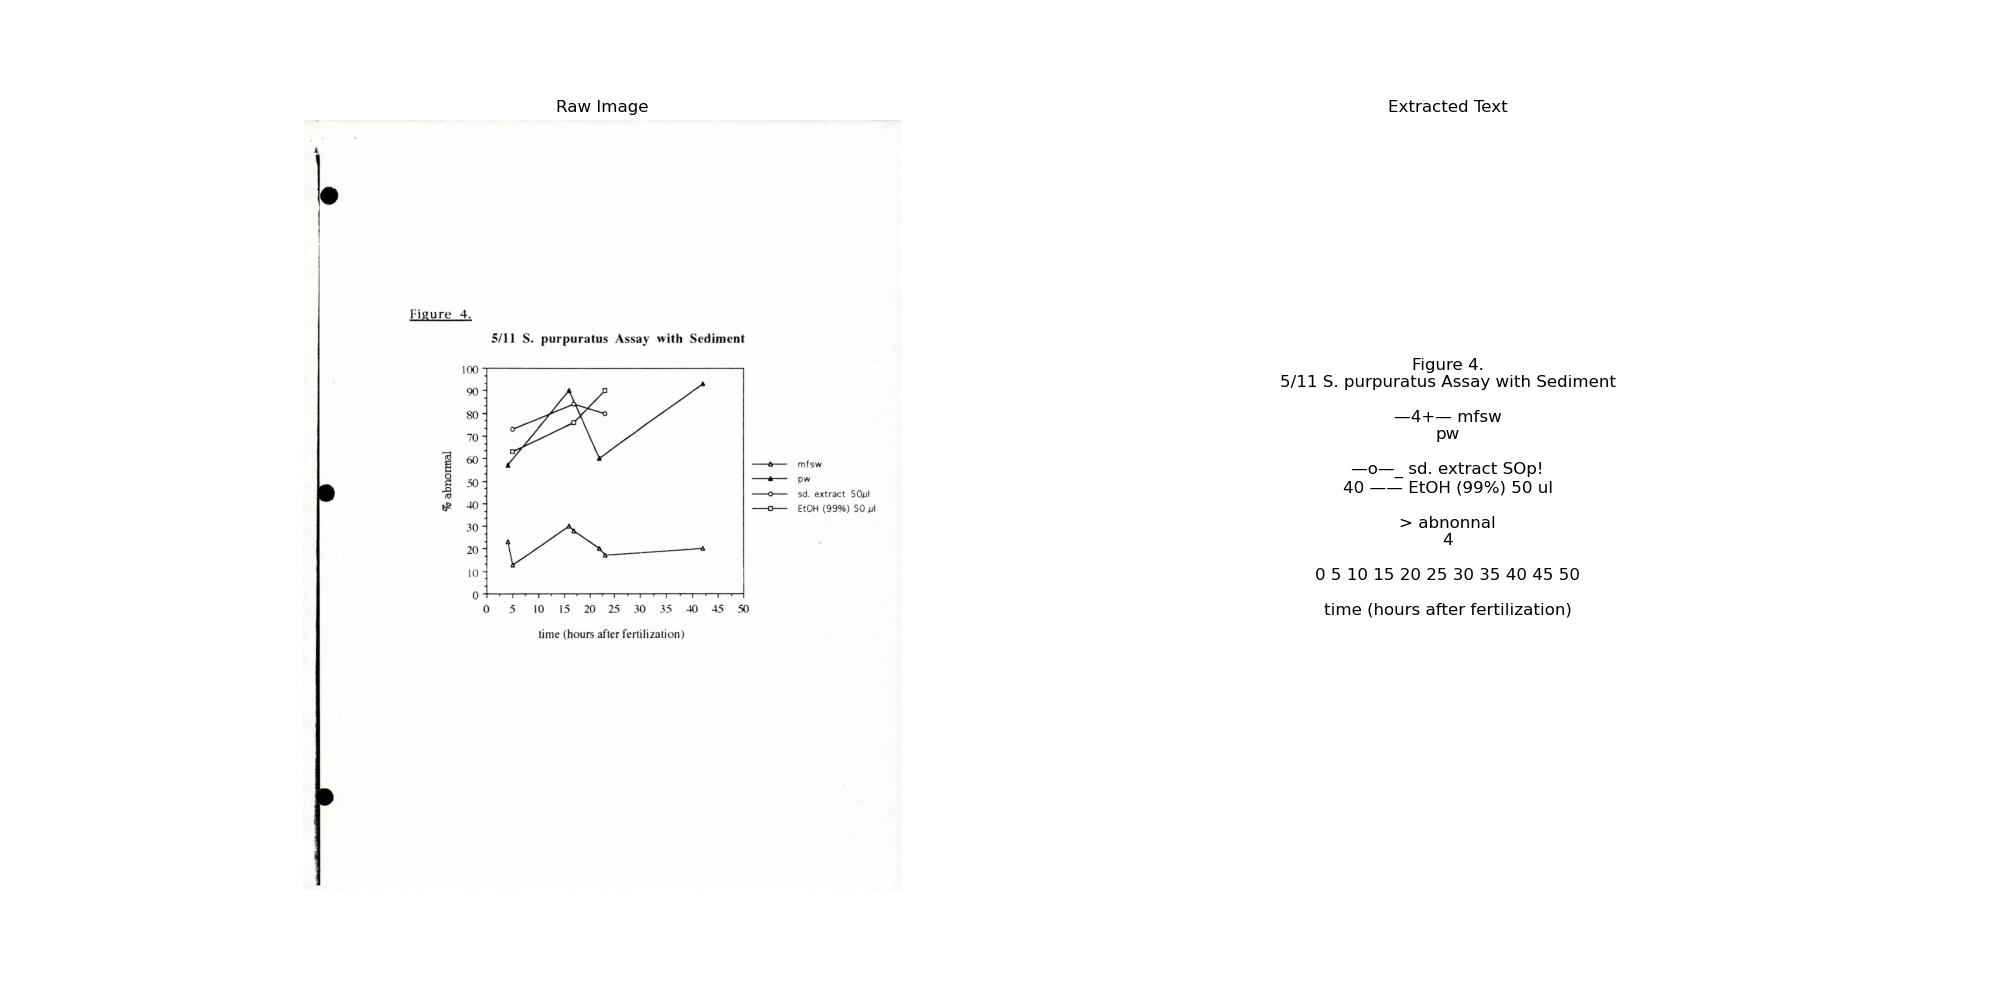 Raw Image
Figure 4.
5/11 S. purpuratus Assay with Sediment
100
90
80
70
60
50
40
30
20
10
0
% abnormal
0 5 10 15 20 25 30 35 40 45 50
time (hours after fertilization)
mfsw
pw
sd. extract 50µl
EtOH (99%) 50 µl
Extracted Text
Figure 4.
5/11 S. purpuratus Assay with Sediment
—4+— mfsw
pw
—o—_ sd. extract SOp!
40 —— EtOH (99%) 50 ul
> abnonnal
4
0 5 10 15 20 25 30 35 40 45 50
time (hours after fertilization)